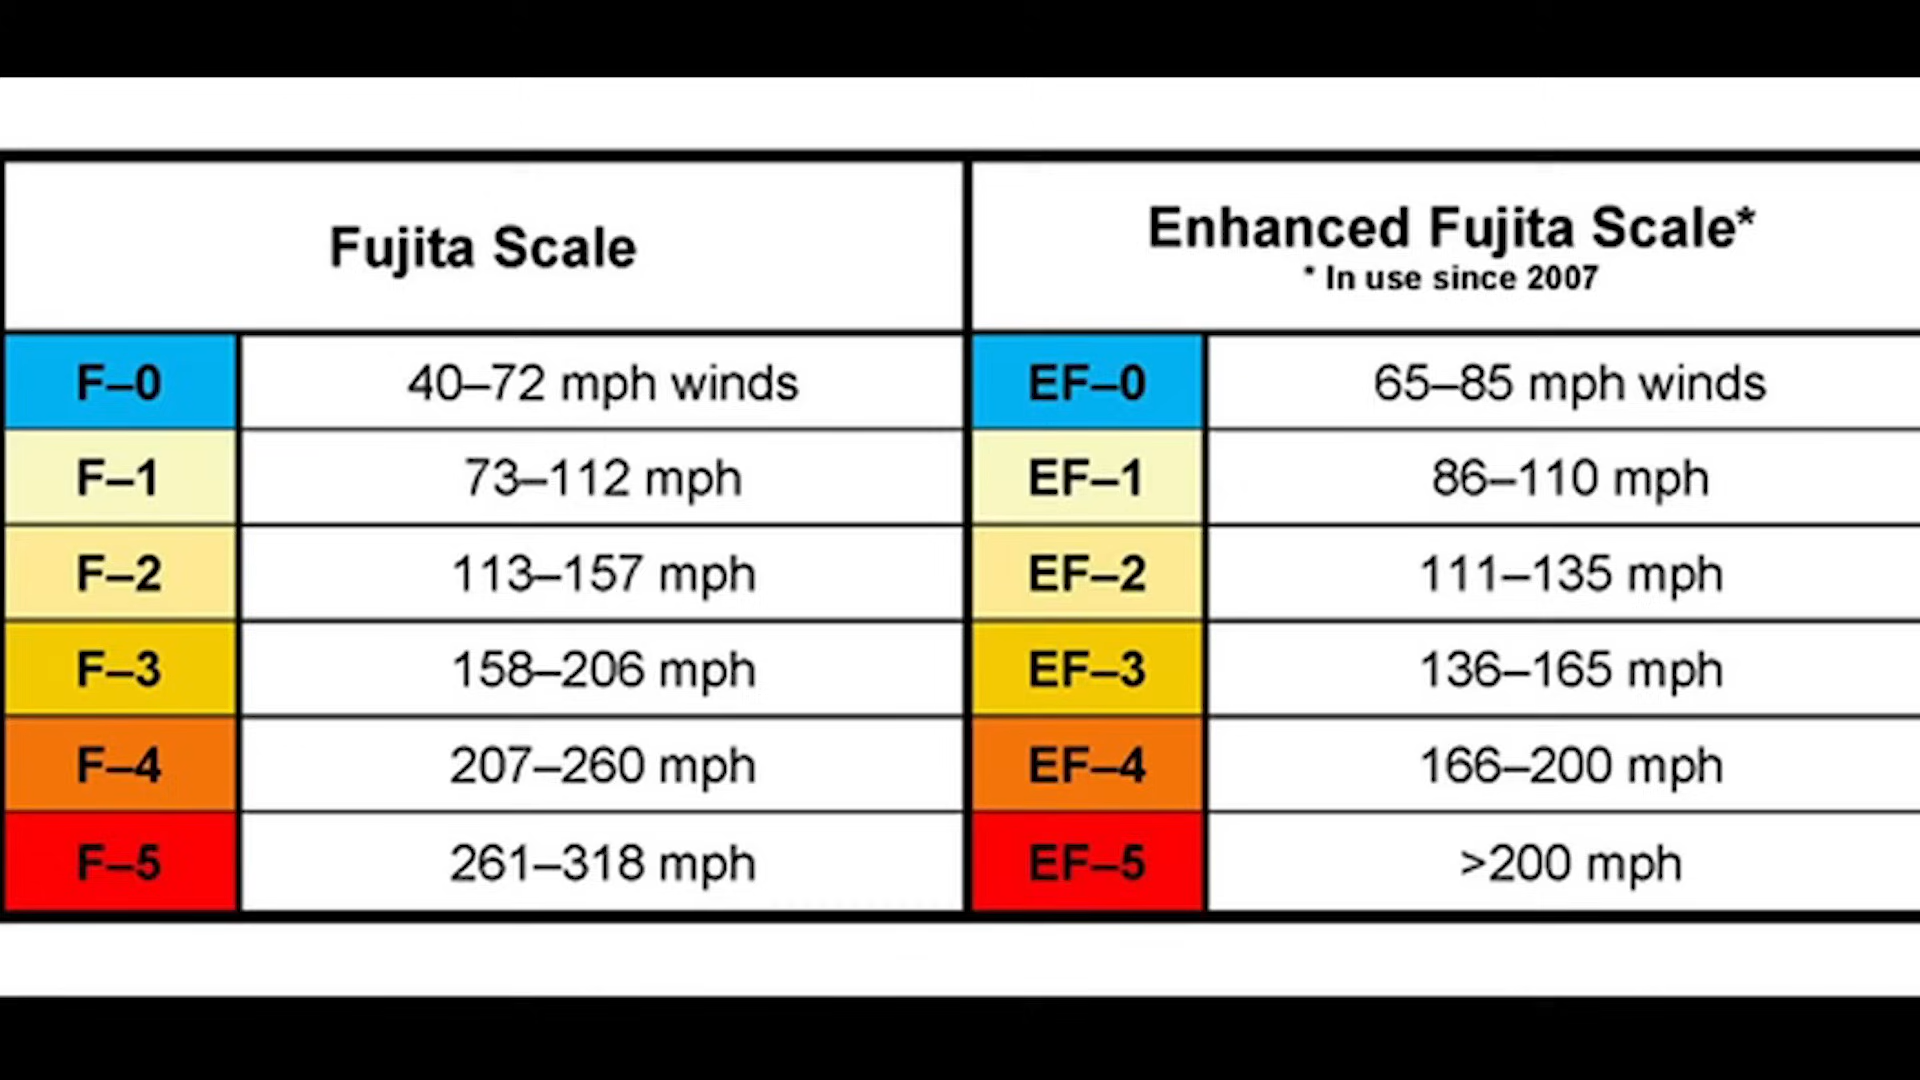 Fujita Scale
Enhanced Fujita Scale*
* In use since 2007
F–0 40–72 mph winds EF–0 65–85 mph winds
F–1 73–112 mph EF–1 86–110 mph
F–2 113–157 mph EF–2 111–135 mph
F–3 158–206 mph EF–3 136–165 mph
F–4 207–260 mph EF–4 166–200 mph
F–5 261–318 mph EF–5 >200 mph